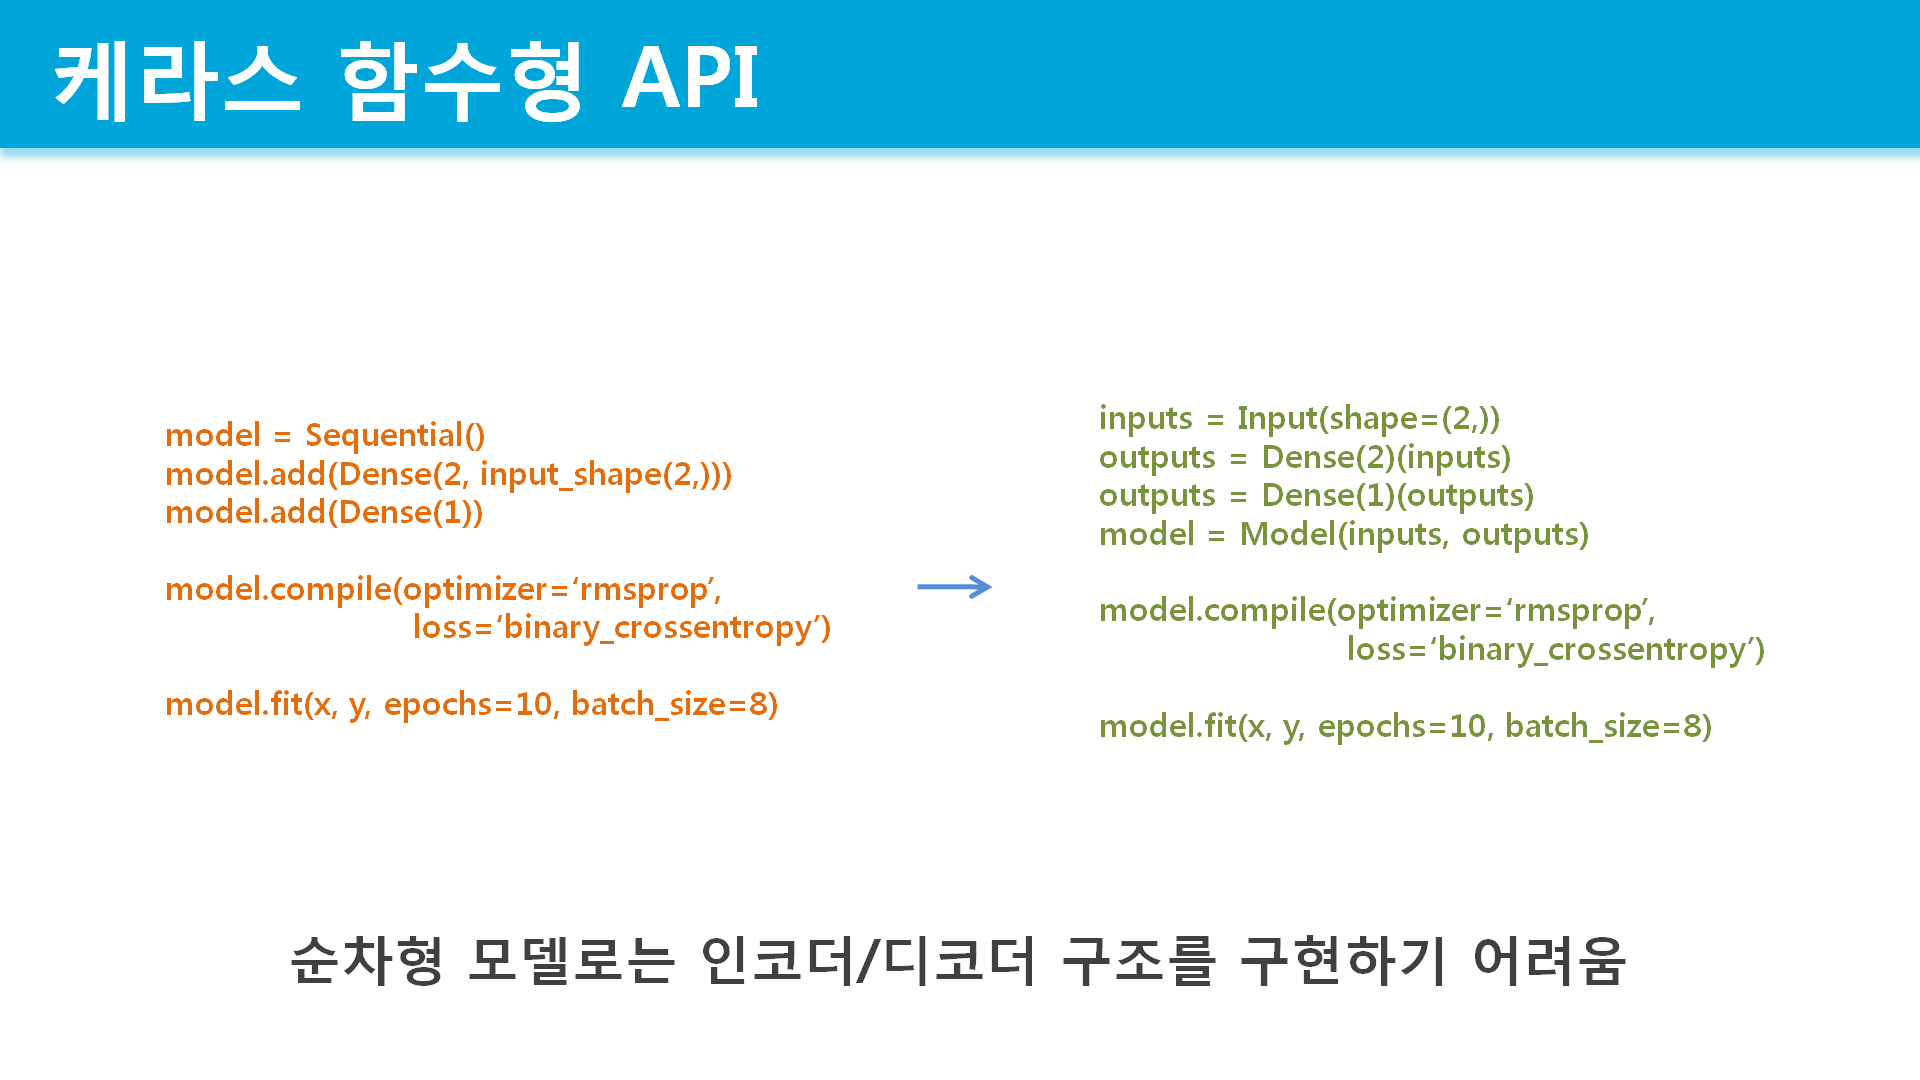 케라스 함수형 API
model = Sequential()
model.add(Dense(2, input_shape(2,)))
model.add(Dense(1))
model.compile(optimizer=‘rmsprop’,
loss=‘binary_crossentropy’)
model.fit(x, y, epochs=10, batch_size=8)
inputs = Input(shape=(2,))
outputs = Dense(2)(inputs)
outputs = Dense(1)(outputs)
model = Model(inputs, outputs)
model.compile(optimizer=‘rmsprop’,
loss=‘binary_crossentropy’)
model.fit(x, y, epochs=10, batch_size=8)
순차형 모델로는 인코더/디코더 구조를 구현하기 어려움